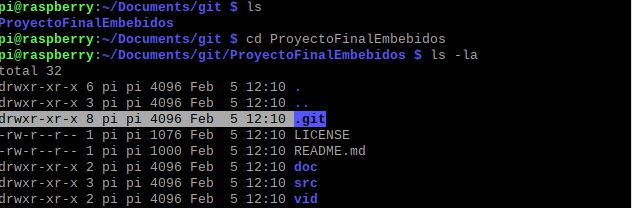 pi@raspberry:~/Documents/git $ ls
ProyectoFinalEmbebidos
pi@raspberry:~/Documents/git $ cd ProyectoFinalEmbebidos
pi@raspberry:~/Documents/git/ProyectoFinalEmbebidos $ ls -la
total 32
drwxr-xr-x 6 pi pi 4096 Feb  5 12:10 .
drwxr-xr-x 3 pi pi 4096 Feb  5 12:10 ..
drwxr-xr-x 8 pi pi 4096 Feb  5 12:10 .git
-rw-r--r-- 1 pi pi 1076 Feb  5 12:10 LICENSE
-rw-r--r-- 1 pi pi 1000 Feb  5 12:10 README.md
drwxr-xr-x 2 pi pi 4096 Feb  5 12:10 doc
drwxr-xr-x 3 pi pi 4096 Feb  5 12:10 src
drwxr-xr-x 2 pi pi 4096 Feb  5 12:10 vid